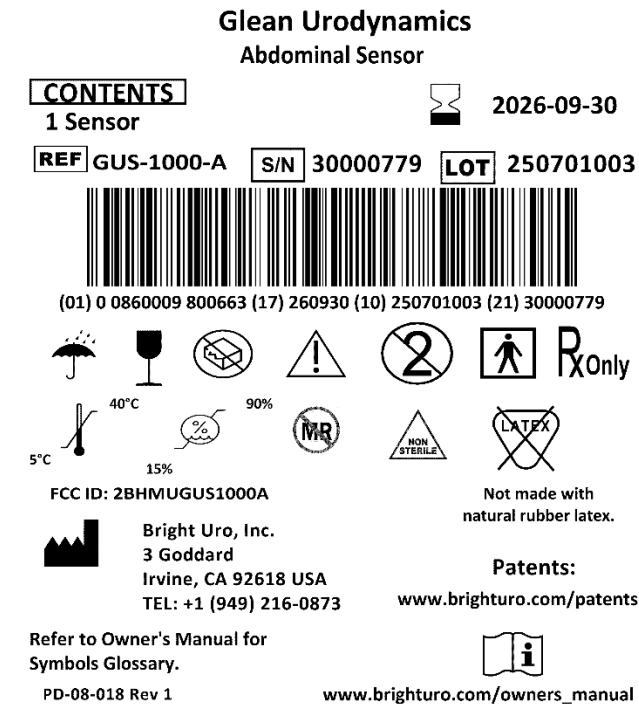 Glean Urodynamics
Abdominal Sensor
CONTENTS
1 Sensor
2026-09-30
REF GUS-1000-A S/N 30000779 LOT 250701003
(01) 0 0860009 800663 (17) 260930 (10) 250701003 (21) 30000779
2 Rx Only
40°C 90% MR NON STERILE LATEX
5°C % 15%
FCC ID: 2BHMUGUS1000A
Not made with
natural rubber latex.
Bright Uro, Inc.
3 Goddard
Irvine, CA 92618 USA
TEL: +1 (949) 216-0873
Patents:
www.brighturo.com/patents
Refer to Owner's Manual for
Symbols Glossary.
i
PD-08-018 Rev 1
www.brighturo.com/owners_manual